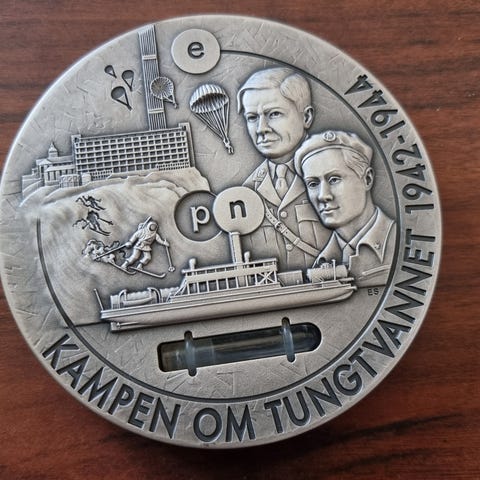 e
p n
KAMPEN OM TUNGTVANNET 1942-1944
ES